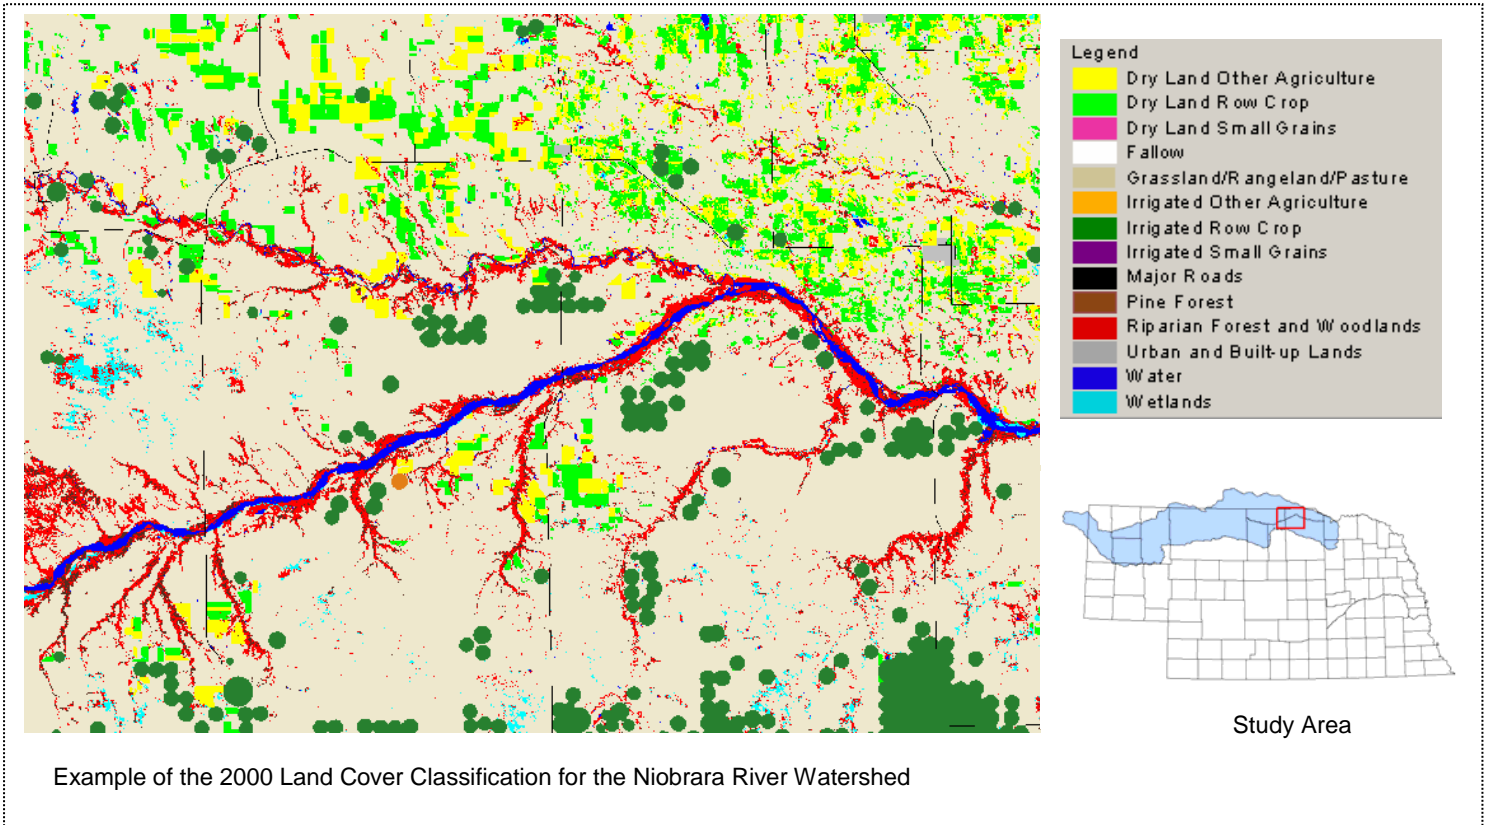 Legend
Dry Land Other Agriculture
Dry Land Row Crop
Dry Land Small Grains
Fallow
Grassland/Rangeland/Pasture
Irrigated Other Agriculture
Irrigated Row Crop
Irrigated Small Grains
Major Roads
Pine Forest
Riparian Forest and Woodlands
Urban and Built-up Lands
Water
Wetlands
Study Area
Example of the 2000 Land Cover Classification for the Niobrara River Watershed